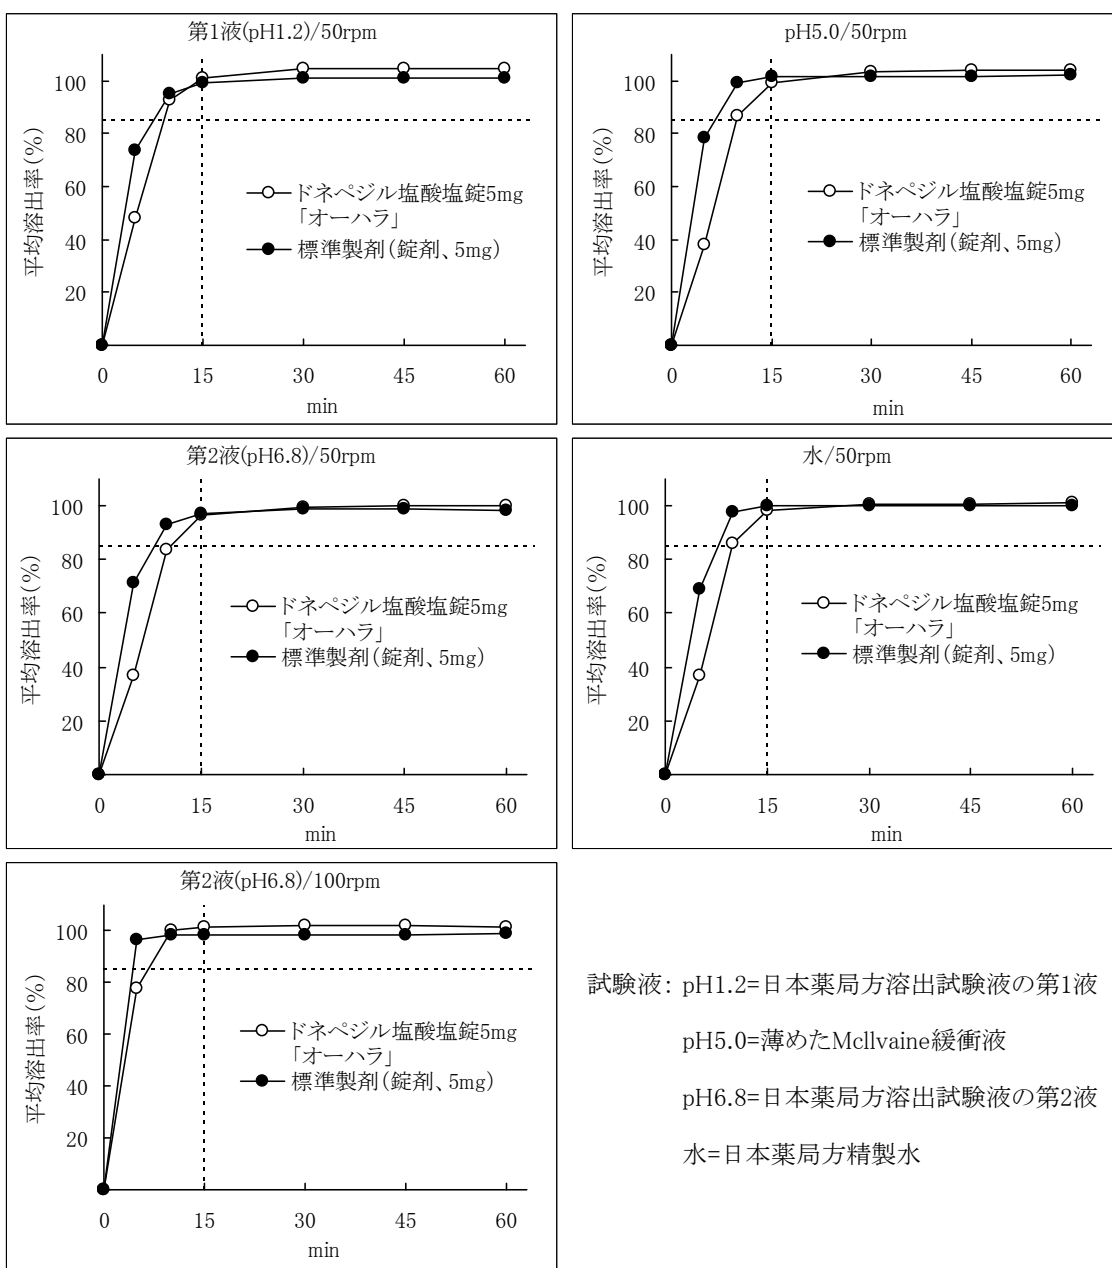 第1液(pH1.2)/50rpm
平均溶出率(%)
100
80
60
40
20
ドネペジル塩酸塩錠5mg
「オーハラ」
標準製剤(錠剤、5mg)
0 15 30 45 60
min
pH5.0/50rpm
平均溶出率(%)
100
80
60
40
20
ドネペジル塩酸塩錠5mg
「オーハラ」
標準製剤(錠剤、5mg)
0 15 30 45 60
min
第2液(pH6.8)/50rpm
平均溶出率(%)
100
80
60
40
20
ドネペジル塩酸塩錠5mg
「オーハラ」
標準製剤(錠剤、5mg)
0 15 30 45 60
min
水/50rpm
平均溶出率(%)
100
80
60
40
20
ドネペジル塩酸塩錠5mg
「オーハラ」
標準製剤(錠剤、5mg)
0 15 30 45 60
min
第2液(pH6.8)/100rpm
平均溶出率(%)
100
80
60
40
20
ドネペジル塩酸塩錠5mg
「オーハラ」
標準製剤(錠剤、5mg)
0 15 30 45 60
min
試験液: pH1.2=日本薬局方溶出試験液の第1液
pH5.0=薄めたMcllvaine緩衝液
pH6.8=日本薬局方溶出試験液の第2液
水=日本薬局方精製水